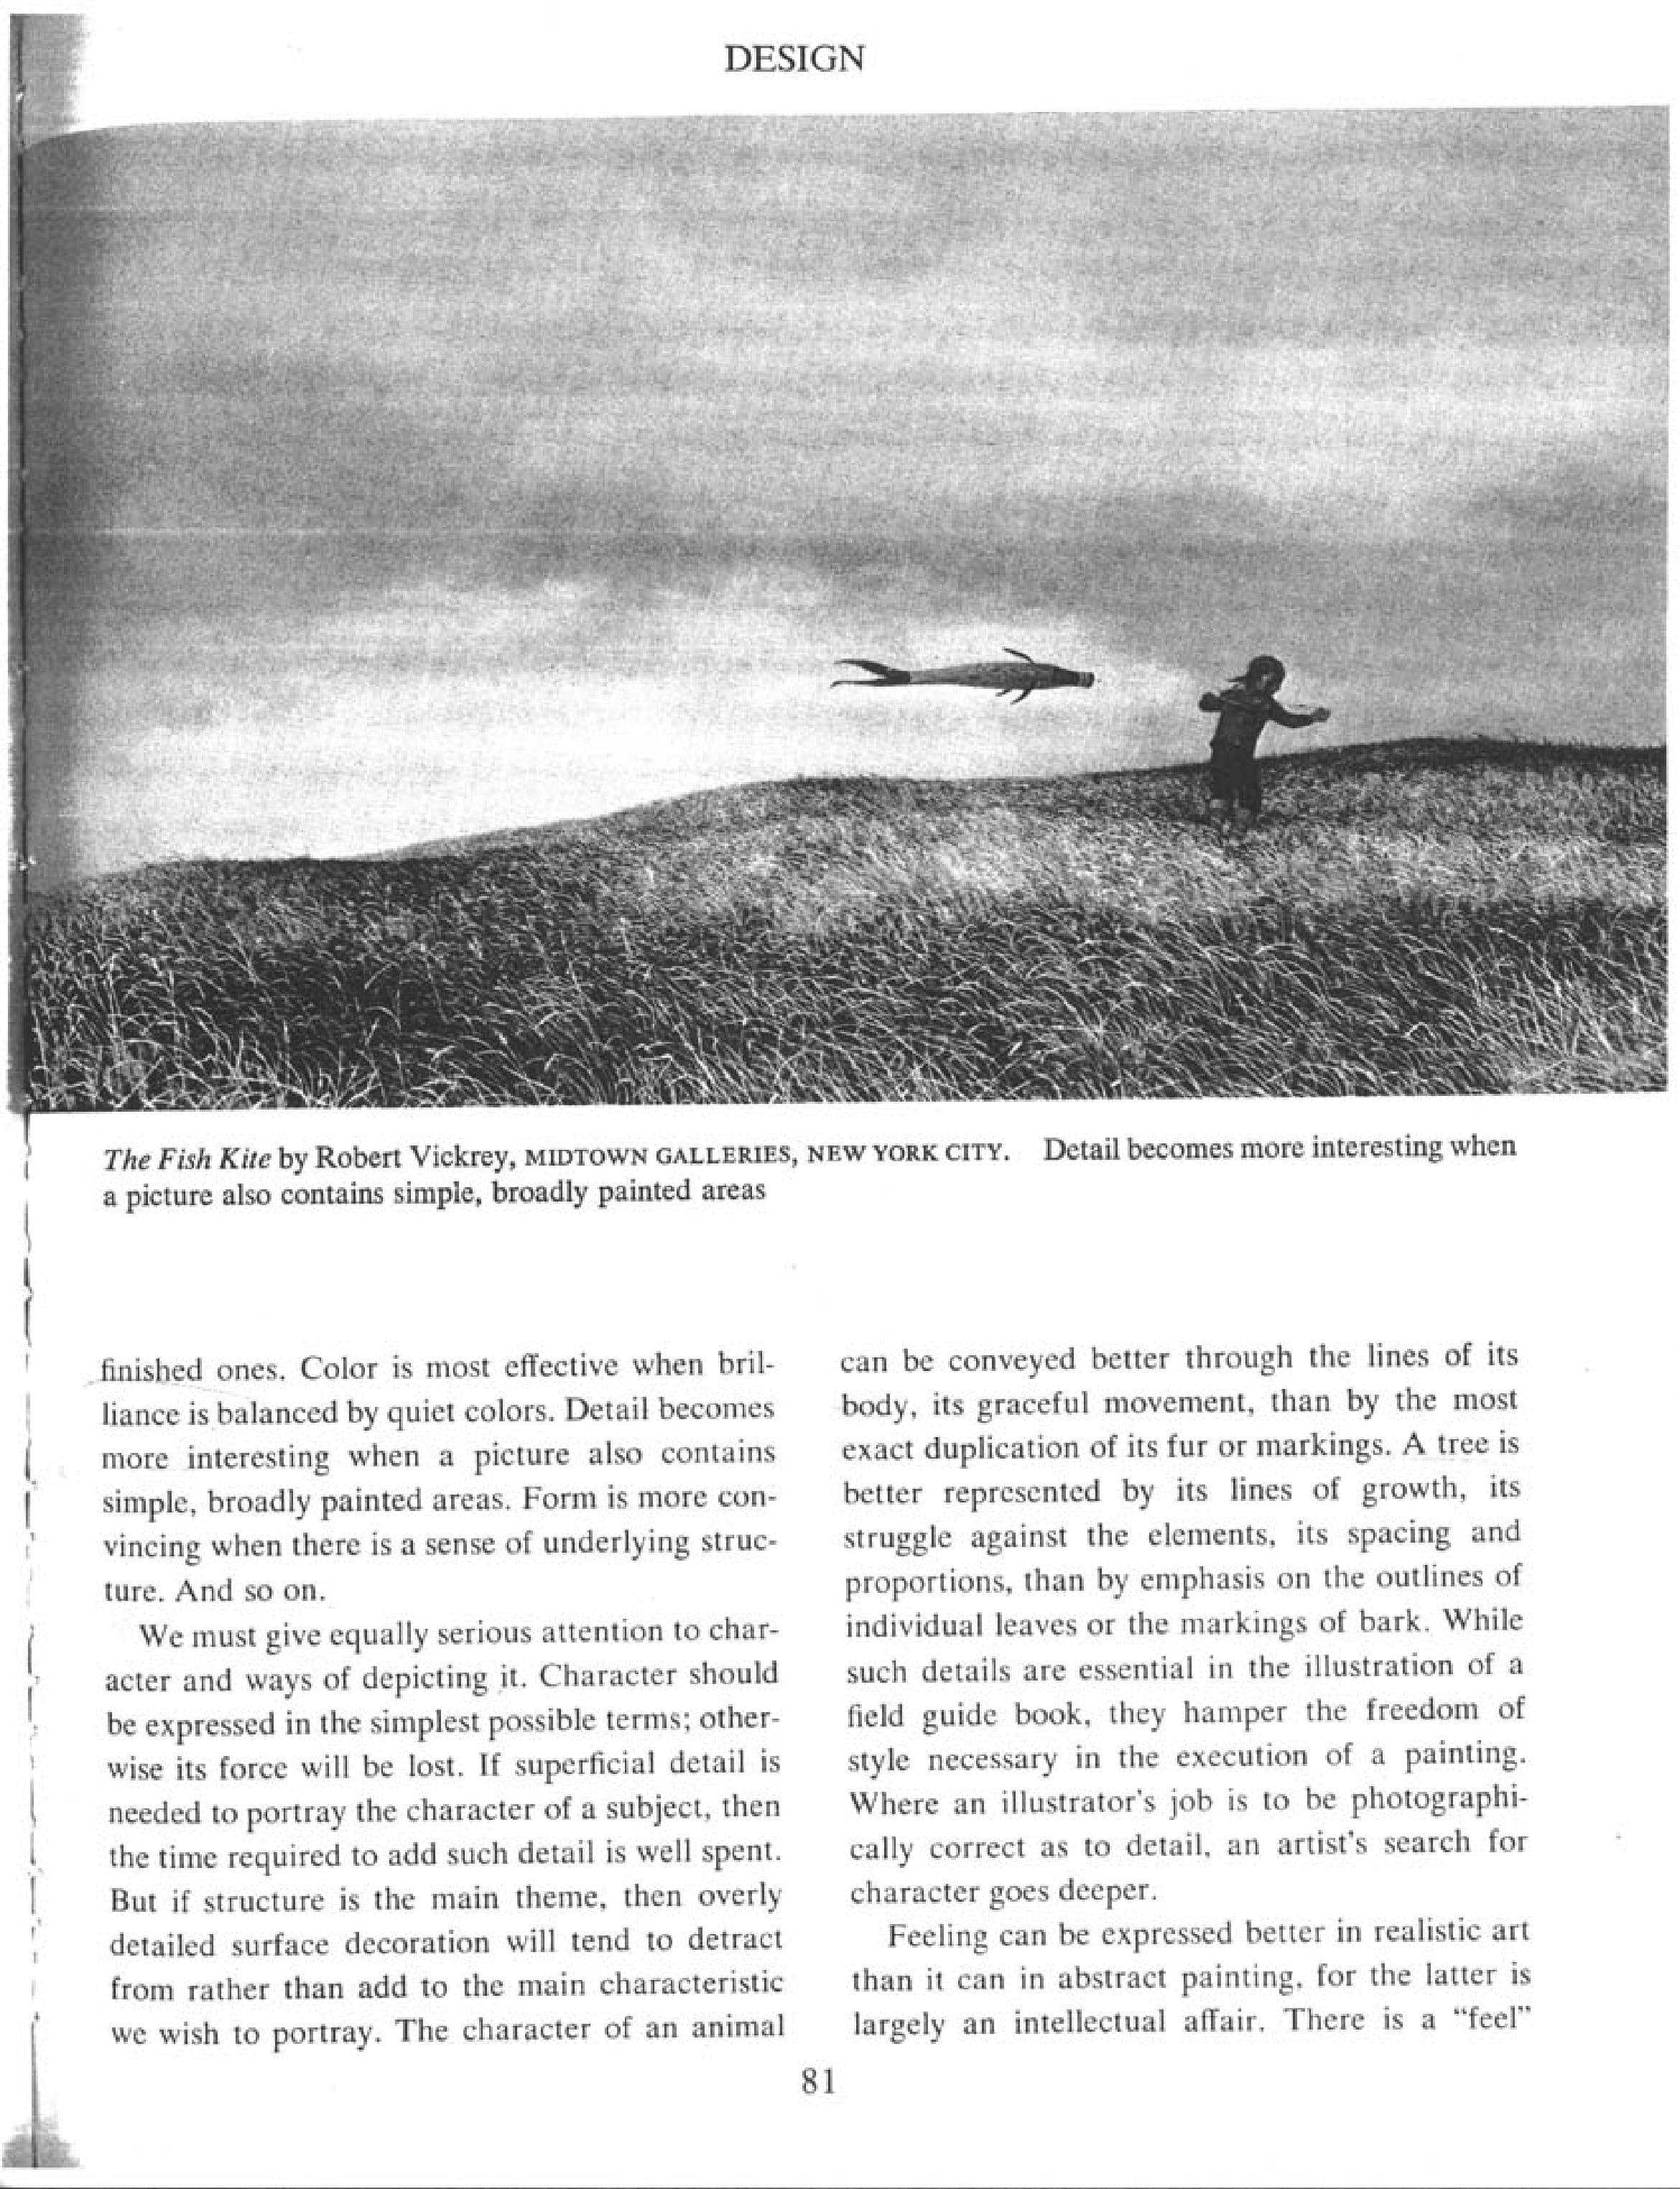 DESIGN
The Fish Kite by Robert Vickrey, MIDTOWN GALLERIES, NEW YORK CITY. Detail becomes more interesting when
a picture also contains simple, broadly painted areas
finished ones. Color is most effective when bril-
liance is balanced by quiet colors. Detail becomes
more interesting when a picture also contains
simple, broadly painted areas. Form is more con-
vincing when there is a sense of underlying struc-
ture. And so on.
We must give equally serious attention to char-
acter and ways of depicting it. Character should
be expressed in the simplest possible terms; other-
wise its force will be lost. If superficial detail is
needed to portray the character of a subject, then
the time required to add such detail is well spent.
But if structure is the main theme, then overly
detailed surface decoration will tend to detract
from rather than add to the main characteristic
we wish to portray. The character of an animal
can be conveyed better through the lines of its
body, its graceful movement, than by the most
exact duplication of its fur or markings. A tree is
better represented by its lines of growth, its
struggle against the elements, its spacing and
proportions, than by emphasis on the outlines of
individual leaves or the markings of bark. While
such details are essential in the illustration of a
field guide book, they hamper the freedom of
style necessary in the execution of a painting.
Where an illustrator's job is to be photographi-
cally correct as to detail, an artist's search for
character goes deeper.
Feeling can be expressed better in realistic art
than it can in abstract painting, for the latter is
largely an intellectual affair. There is a “feel”
81